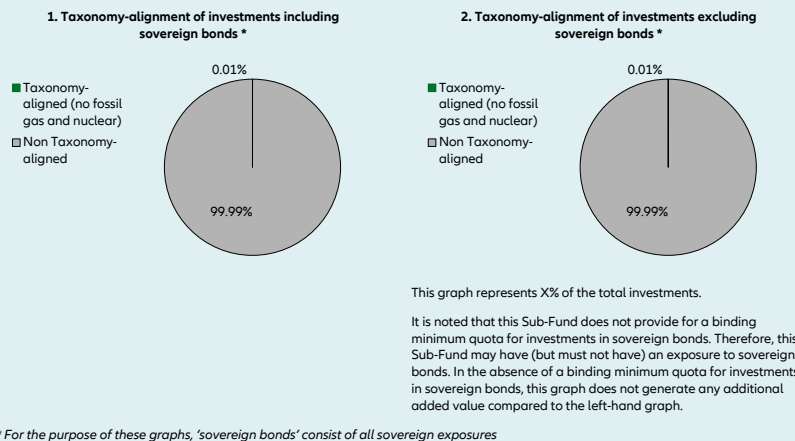 1. Taxonomy-alignment of investments including
sovereign bonds *
0.01%
Taxonomy-
aligned (no fossil
gas and nuclear)
Non Taxonomy-
aligned
99.99%
2. Taxonomy-alignment of investments excluding
sovereign bonds *
0.01%
Taxonomy-
aligned (no fossil
gas and nuclear)
Non Taxonomy-
aligned
99.99%
This graph represents X% of the total investments.
It is noted that this Sub-Fund does not provide for a binding
minimum quota for investments in sovereign bonds. Therefore, this
Sub-Fund may have (but must not have) an exposure to sovereign
bonds. In the absence of a binding minimum quota for investments
in sovereign bonds, this graph does not generate any additional
added value compared to the left-hand graph.
* For the purpose of these graphs, ‘sovereign bonds’ consist of all sovereign exposures